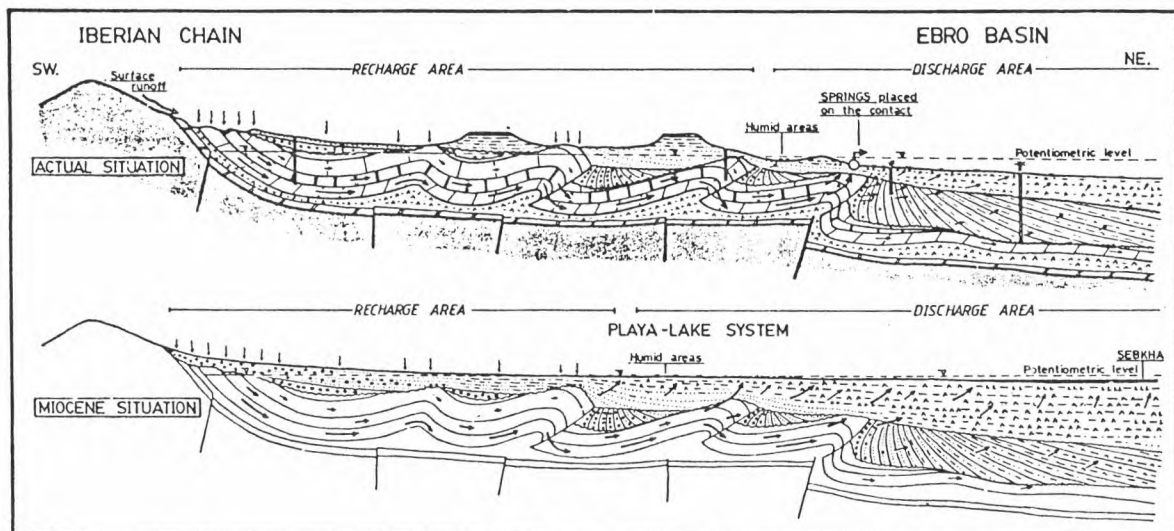 IBERIAN CHAIN
EBRO BASIN
SW.
RECHARGE AREA
DISCHARGE AREA
NE.
Surface
runoff
SPRINGS placed
on the contact
Humid areas
Potentiometric level
ACTUAL SITUATION
RECHARGE AREA
DISCHARGE AREA
PLAYA-LAKE SYSTEM
Humid areas
SEBKHA
Potentiometric level
MIOCENE SITUATION